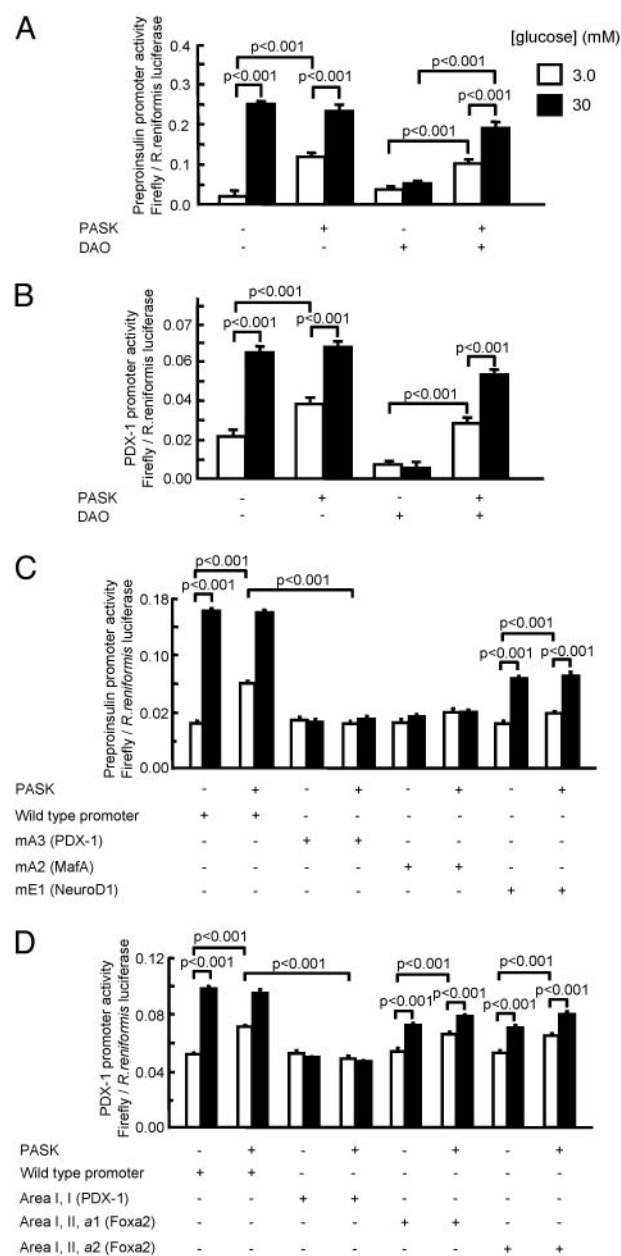 A
[glucose] (mM)
3.0
30
Preproinsulin promoter activity
Firefly / R.reniformis luciferase
0.4
0.3
0.2
0.1
0.0
p<0.001
p<0.001
p<0.001
p<0.001
p<0.001
p<0.001
PASK - + - +
DAO - - + +
B
PDX-1 promoter activity
Firefly / R.reniformis luciferase
0.07
0.06
0.04
0.02
0.00
p<0.001
p<0.001
p<0.001
p<0.001
p<0.001
PASK - + - +
DAO - - + +
C
Preproinsulin promoter activity
Firefly / R.reniformis luciferase
0.18
0.10
0.02
0.00
p<0.001
p<0.001
p<0.001
p<0.001
p<0.001
p<0.001
PASK - + - + - + - +
Wild type promoter + + - - - - - -
mA3 (PDX-1) - - + + - - - -
mA2 (MafA) - - - - + + - -
mE1 (NeuroD1) - - - - - - + +
D
PDX-1 promoter activity
Firefly / R.reniformis luciferase
0.12
0.08
0.04
0.00
p<0.001
p<0.001
p<0.001
p<0.001
p<0.001
p<0.001
p<0.001
p<0.001
p<0.001
PASK - + - + - + - +
Wild type promoter + + - - - - - -
Area I, I (PDX-1) - - + + - - - -
Area I, II, a1 (Foxa2) - - - - + + - -
Area I, II, a2 (Foxa2) - - - - - - + +